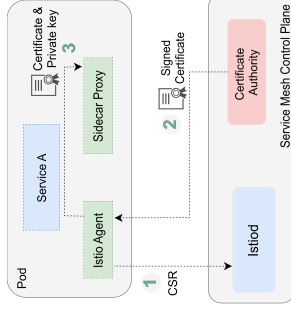 Pod
Service A
Istio Agent
Sidecar Proxy
Certificate &
Private key
3
1
CSR
2
Signed
Certificate
Istiod
Certificate
Authority
Service Mesh Control Plane